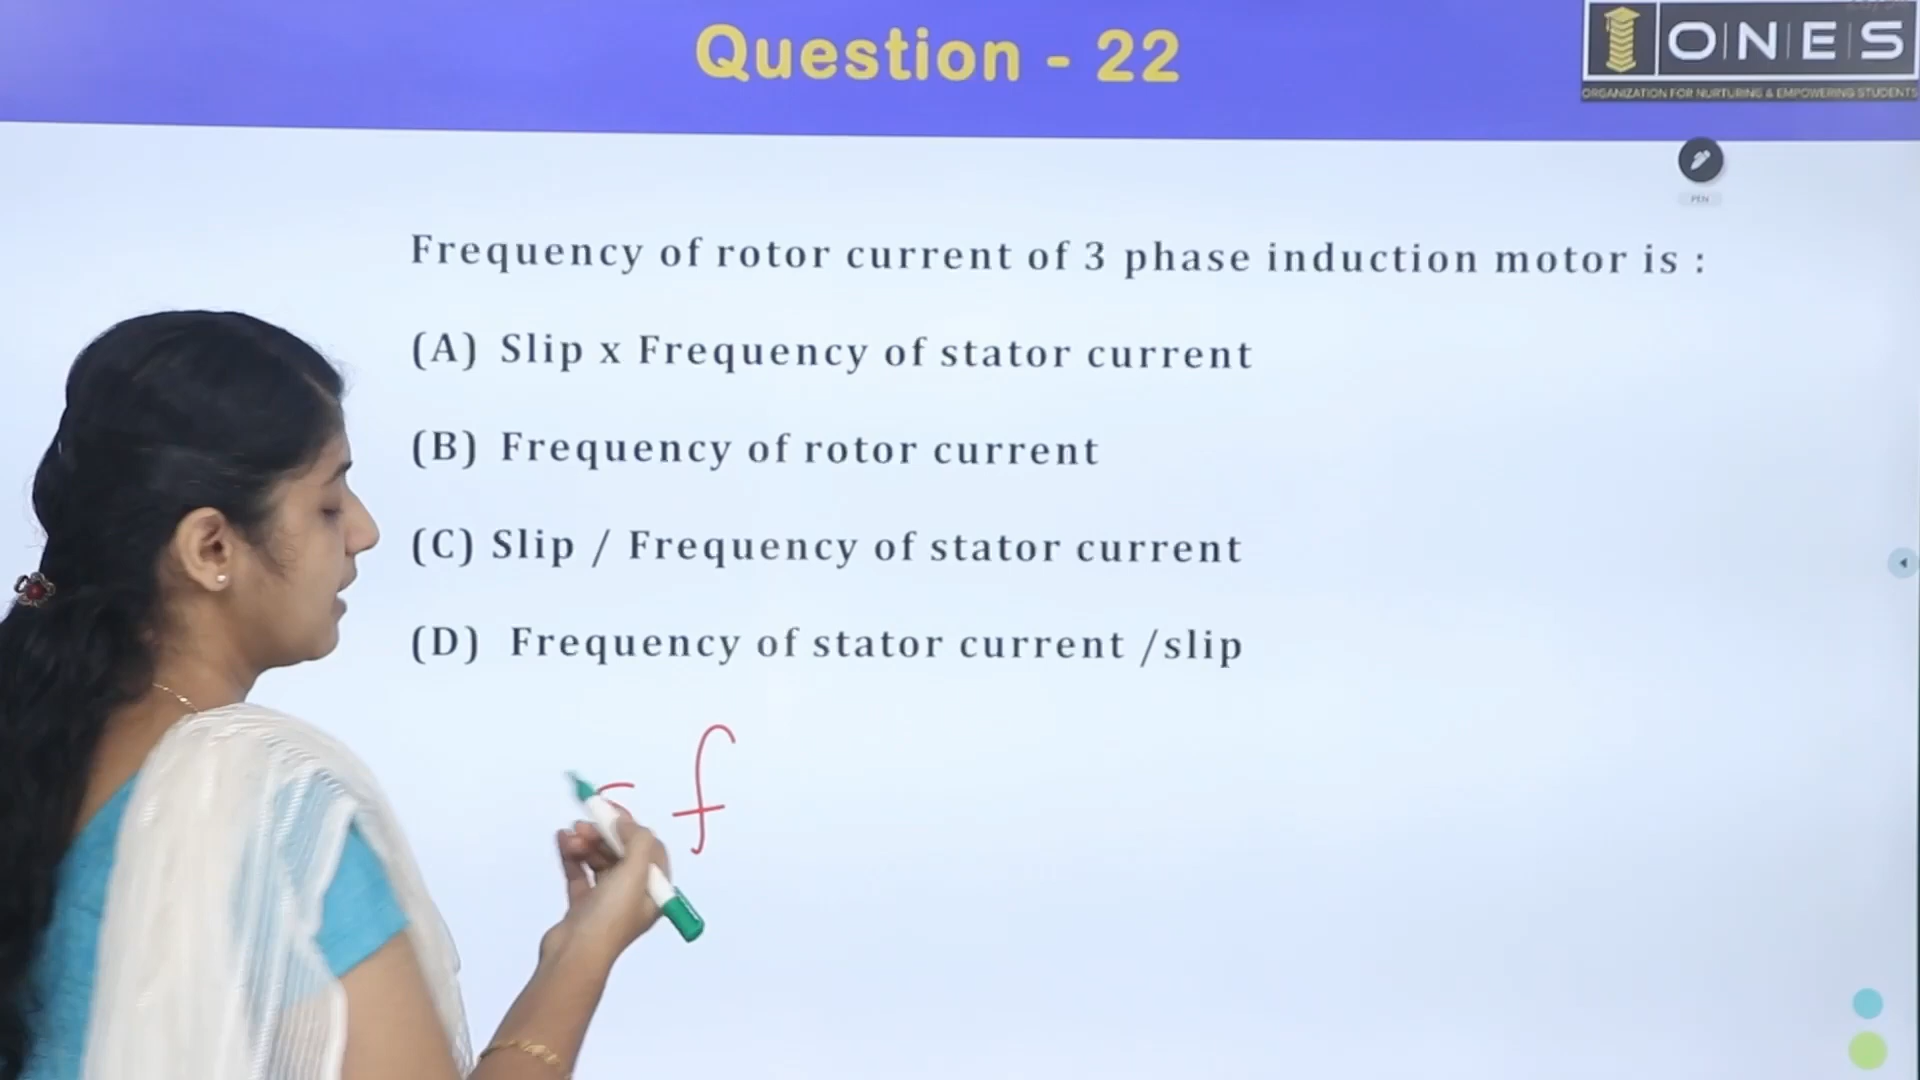 Question - 22
O|N|E|S
ORGANIZATION FOR NURTURING & EMPOWERING STUDENTS
PEN
Frequency of rotor current of 3 phase induction motor is :
(A) Slip x Frequency of stator current
(B) Frequency of rotor current
(C) Slip / Frequency of stator current
(D) Frequency of stator current /slip
s f